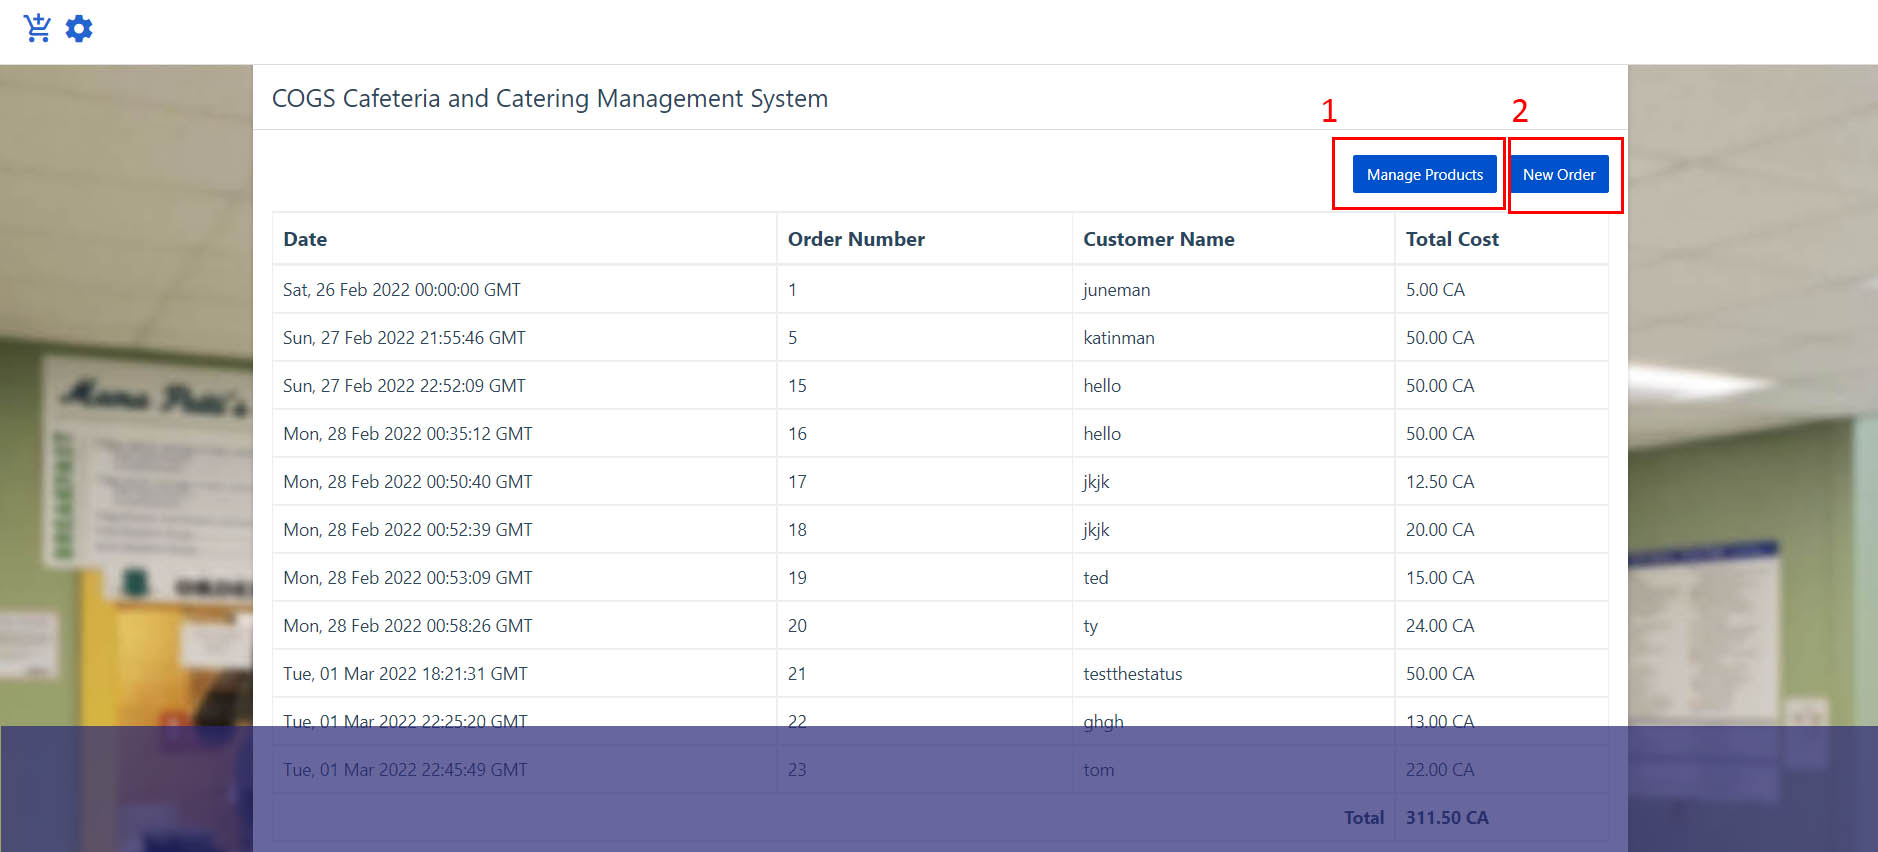 COGS Cafeteria and Catering Management System
1 2
Manage Products New Order
Date Order Number Customer Name Total Cost
Sat, 26 Feb 2022 00:00:00 GMT 1 juneman 5.00 CA
Sun, 27 Feb 2022 21:55:46 GMT 5 katinman 50.00 CA
Sun, 27 Feb 2022 22:52:09 GMT 15 hello 50.00 CA
Mon, 28 Feb 2022 00:35:12 GMT 16 hello 50.00 CA
Mon, 28 Feb 2022 00:50:40 GMT 17 jkjk 12.50 CA
Mon, 28 Feb 2022 00:52:39 GMT 18 jkjk 20.00 CA
Mon, 28 Feb 2022 00:53:09 GMT 19 ted 15.00 CA
Mon, 28 Feb 2022 00:58:26 GMT 20 ty 24.00 CA
Tue, 01 Mar 2022 18:21:31 GMT 21 testthestatus 50.00 CA
Tue, 01 Mar 2022 22:25:20 GMT 22 ghgh 13.00 CA
Tue, 01 Mar 2022 22:45:49 GMT 23 tom 22.00 CA
Total 311.50 CA
BREAKFAST